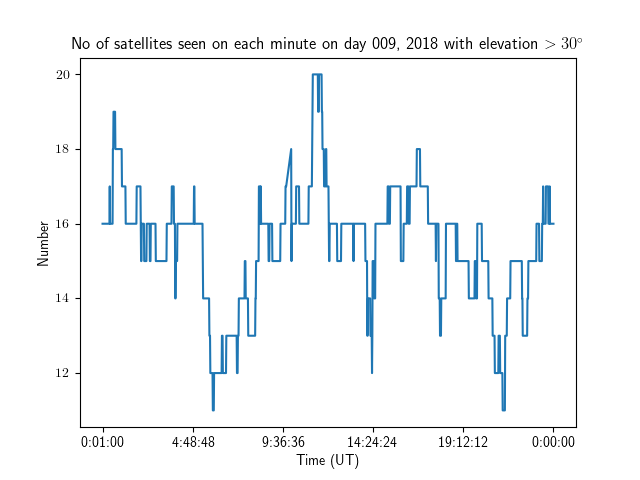 No of satellites seen on each minute on day 009, 2018 with elevation > 30°
20
18
16
14
12
Number
0:01:00 4:48:48 9:36:36 14:24:24 19:12:12 0:00:00
Time (UT)